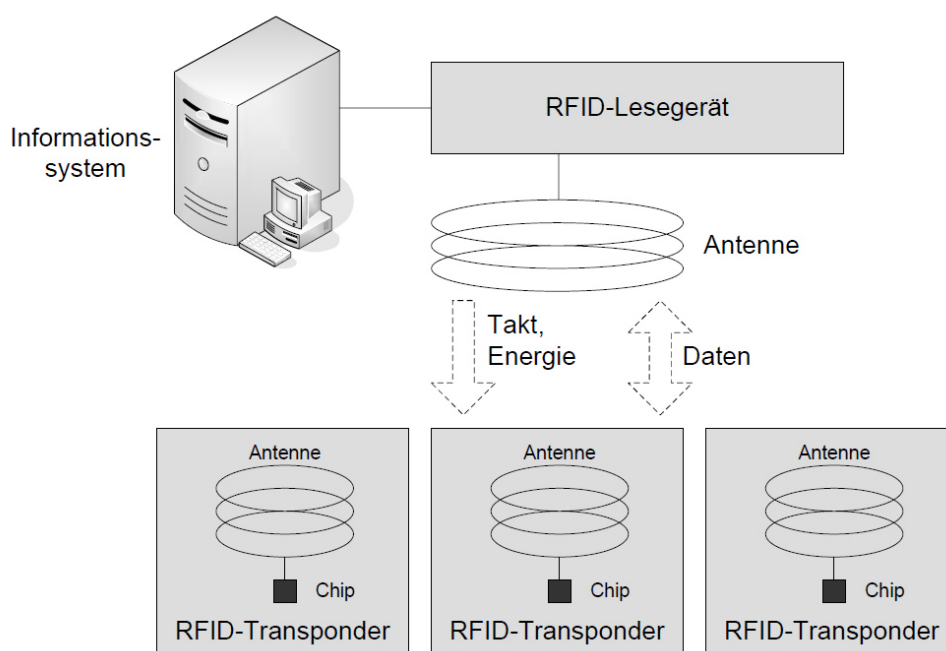 RFID-Lesegerät
Informations-
system
Antenne
Takt,
Energie
Daten
Antenne
Chip
RFID-Transponder
Antenne
Chip
RFID-Transponder
Antenne
Chip
RFID-Transponder